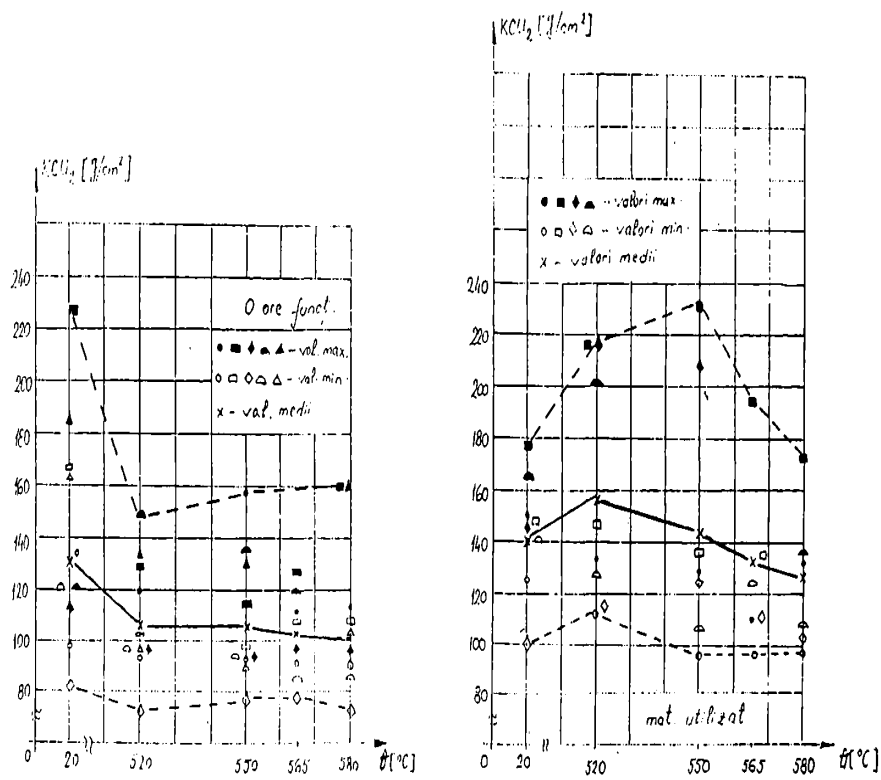 KCU₂ [J/cm²]
240
220
200
180
160
140
120
100
80
0
20
520
550
565
580
θ[°C]
0 ore funcț.
- val. max.
- val. min.
x - val. medii
KCU₂ [J/cm²]
240
220
200
180
160
140
120
100
80
0
20
520
550
565
580
θ[°C]
- valori max.
- valori min.
x - valori medii
mat. utilizat